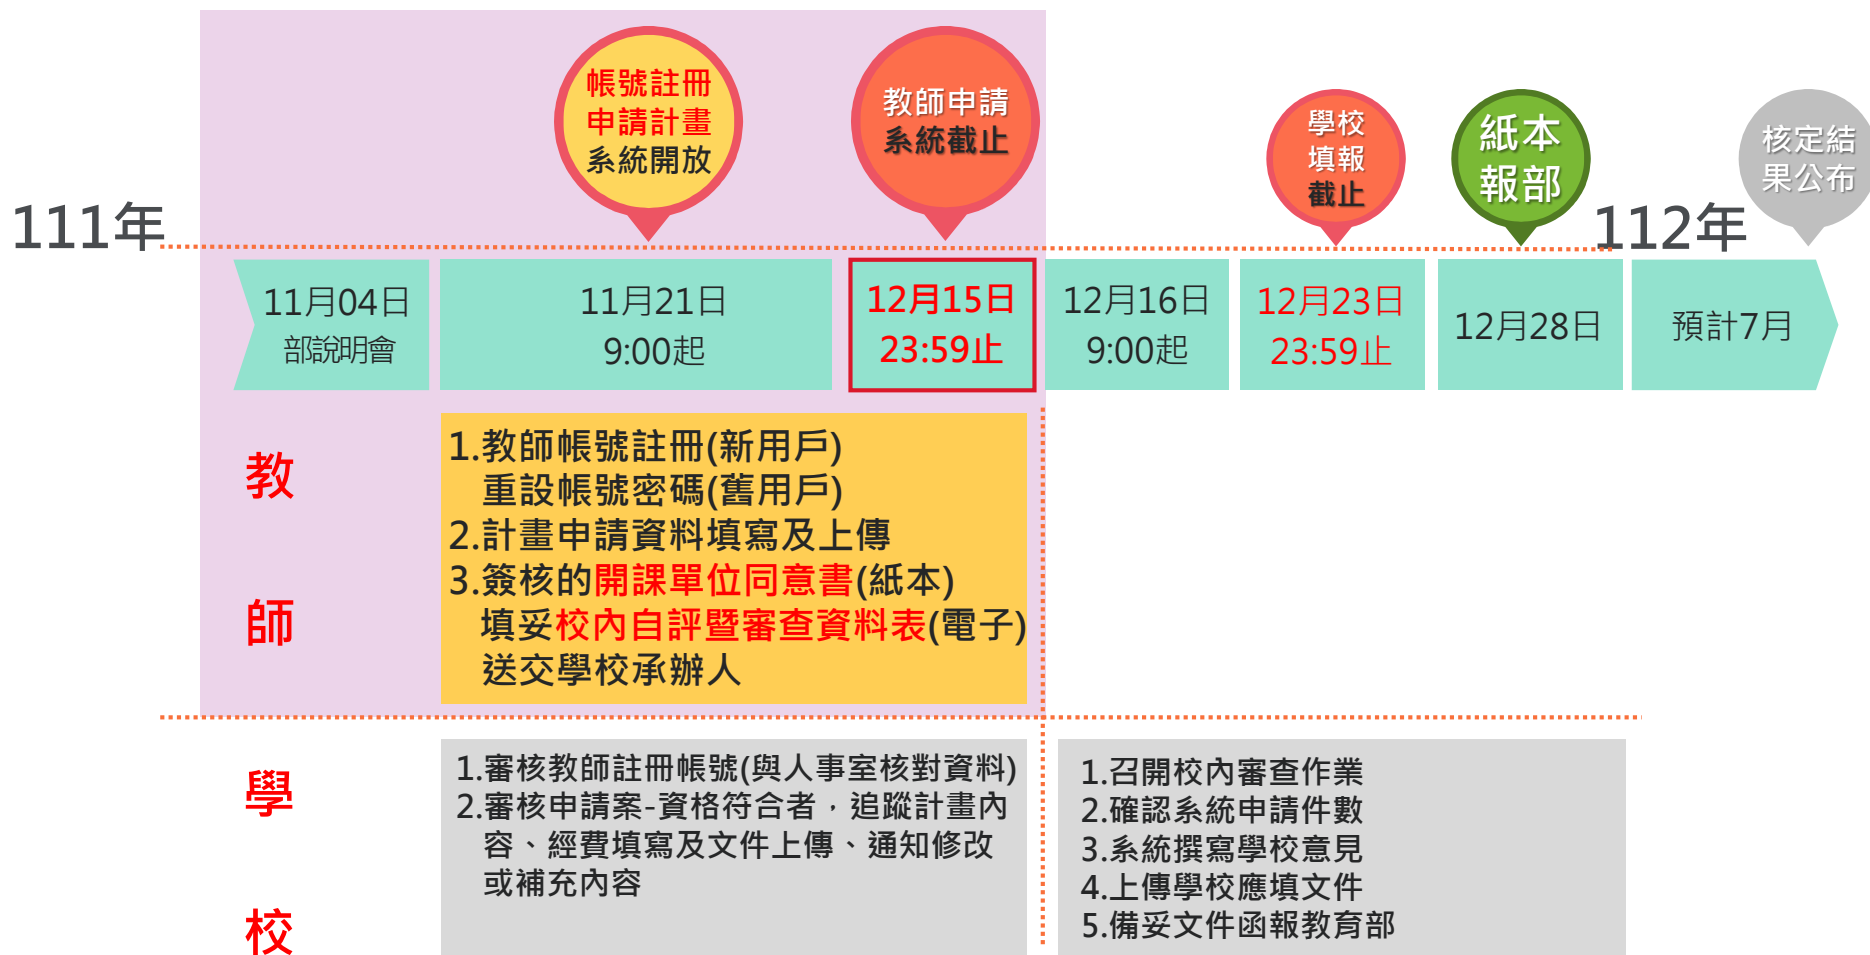 帳號註冊
申請計畫
系統開放
教師申請
系統截止
學校
填報
截止
紙本
報部
核定結
果公布
111年
112年
11月04日
部說明會
11月21日
9:00起
12月15日
23:59止
12月16日
9:00起
12月23日
23:59止
12月28日
預計7月
教
師
1.教師帳號註冊(新用戶)
重設帳號密碼(舊用戶)
2.計畫申請資料填寫及上傳
3.簽核的開課單位同意書(紙本)
填妥校內自評暨審查資料表(電子)
送交學校承辦人
學
校
1.審核教師註冊帳號(與人事室核對資料)
2.審核申請案-資格符合者，追蹤計畫內
容、經費填寫及文件上傳、通知修改
或補充內容
1.召開校內審查作業
2.確認系統申請件數
3.系統撰寫學校意見
4.上傳學校應填文件
5.備妥文件函報教育部